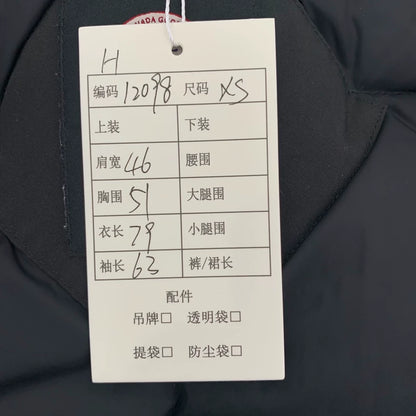 NADA GOO
H
编码 12098 尺码 XS
上装 下装
肩宽 46 腰围
胸围 51 大腿围
衣长 79 小腿围
袖长 63 裤/裙长
配件
吊牌□ 透明袋□
提袋□ 防尘袋□